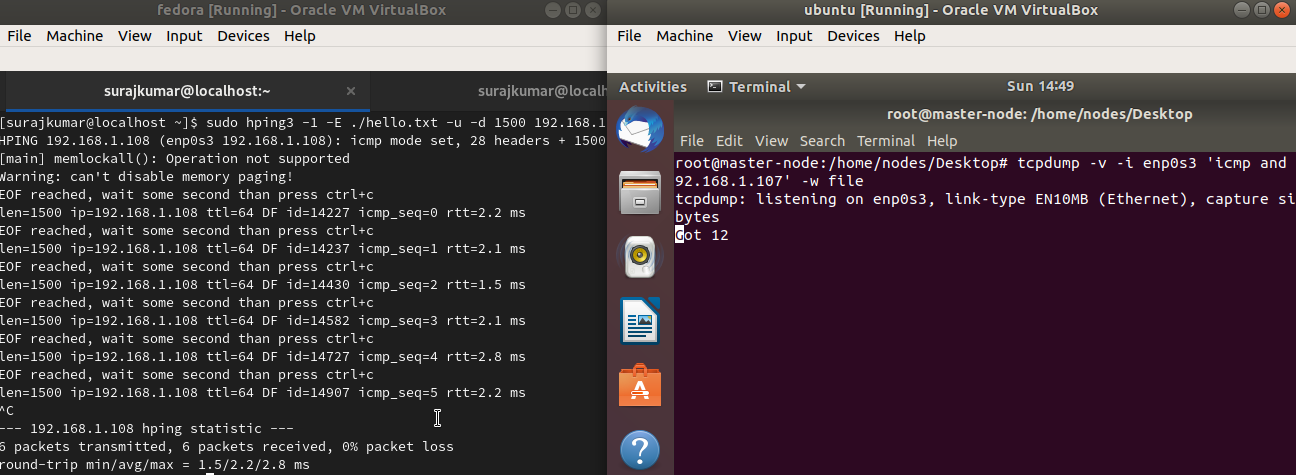 fedora [Running] - Oracle VM VirtualBox
File Machine View Input Devices Help
surajkumar@localhost:~ ×
surajkumar@localh
[surajkumar@localhost ~]$ sudo hping3 -1 -E ./hello.txt -u -d 1500 192.168.1
HPING 192.168.1.108 (enp0s3 192.168.1.108): icmp mode set, 28 headers + 1500
[main] memlockall(): Operation not supported
Warning: can't disable memory paging!
EOF reached, wait some second than press ctrl+c
len=1500 ip=192.168.1.108 ttl=64 DF id=14227 icmp_seq=0 rtt=2.2 ms
EOF reached, wait some second than press ctrl+c
len=1500 ip=192.168.1.108 ttl=64 DF id=14237 icmp_seq=1 rtt=2.1 ms
EOF reached, wait some second than press ctrl+c
len=1500 ip=192.168.1.108 ttl=64 DF id=14430 icmp_seq=2 rtt=1.5 ms
EOF reached, wait some second than press ctrl+c
len=1500 ip=192.168.1.108 ttl=64 DF id=14582 icmp_seq=3 rtt=2.1 ms
EOF reached, wait some second than press ctrl+c
len=1500 ip=192.168.1.108 ttl=64 DF id=14727 icmp_seq=4 rtt=2.8 ms
EOF reached, wait some second than press ctrl+c
len=1500 ip=192.168.1.108 ttl=64 DF id=14907 icmp_seq=5 rtt=2.2 ms
^C
--- 192.168.1.108 hping statistic ---
6 packets transmitted, 6 packets received, 0% packet loss
round-trip min/avg/max = 1.5/2.2/2.8 ms
ubuntu [Running] - Oracle VM VirtualBox
File Machine View Input Devices Help
Activities Terminal Sun 14:49
root@master-node: /home/nodes/Desktop
File Edit View Search Terminal Help
root@master-node:/home/nodes/Desktop# tcpdump -v -i enp0s3 'icmp and
92.168.1.107' -w file
tcpdump: listening on enp0s3, link-type EN10MB (Ethernet), capture si
bytes
Got 12